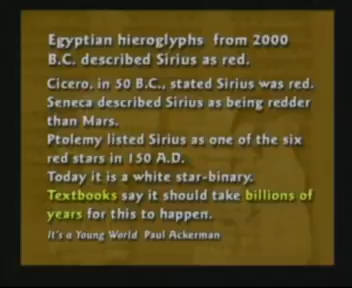 Egyptian hieroglyphs from 2000
B.C. described Sirius as red.
Cicero, in 50 B.C., stated Sirius was red.
Seneca described Sirius as being redder
than Mars.
Ptolemy listed Sirius as one of the six
red stars in 150 A.D.
Today it is a white star-binary.
Textbooks say it should take billions of
years for this to happen.
It's a Young World Paul Ackerman